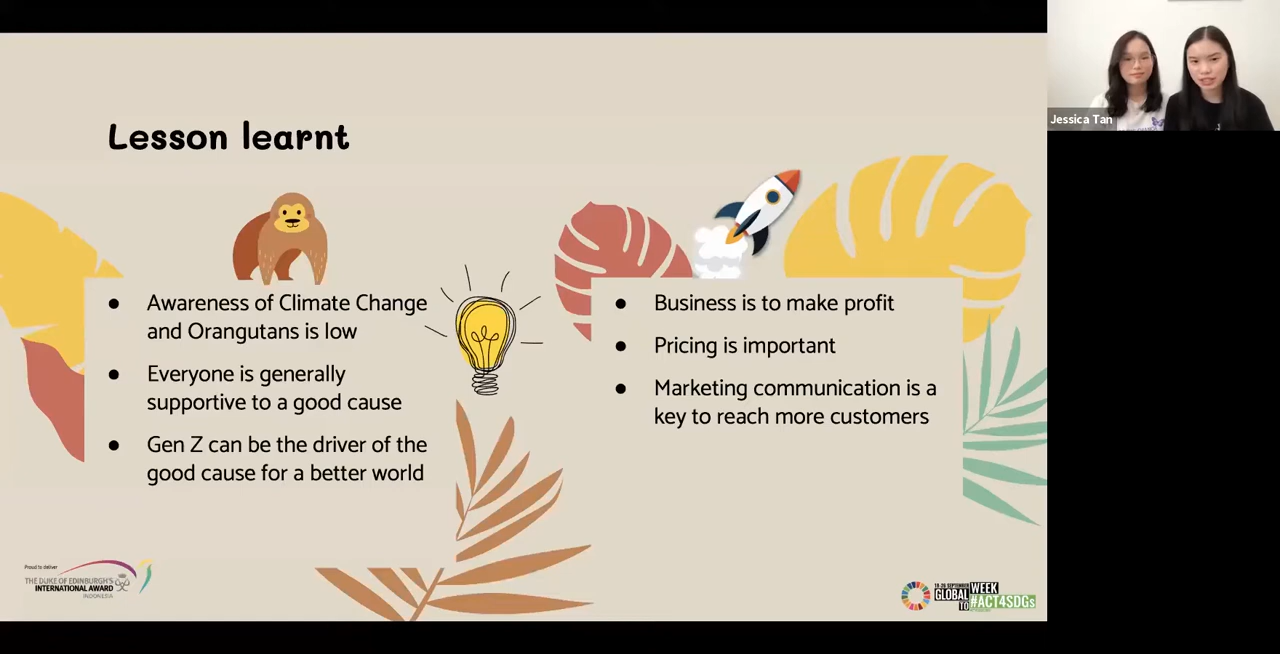 Jessica Tan
Lesson learnt
● Awareness of Climate Change
and Orangutans is low
● Everyone is generally
supportive to a good cause
● Gen Z can be the driver of the
good cause for a better world
● Business is to make profit
● Pricing is important
● Marketing communication is a
key to reach more customers
Proud to deliver
THE DUKE OF EDINBURGH'S
INTERNATIONAL AWARD
INDONESIA
GLOBAL WEEK
TO #ACT4SDGs